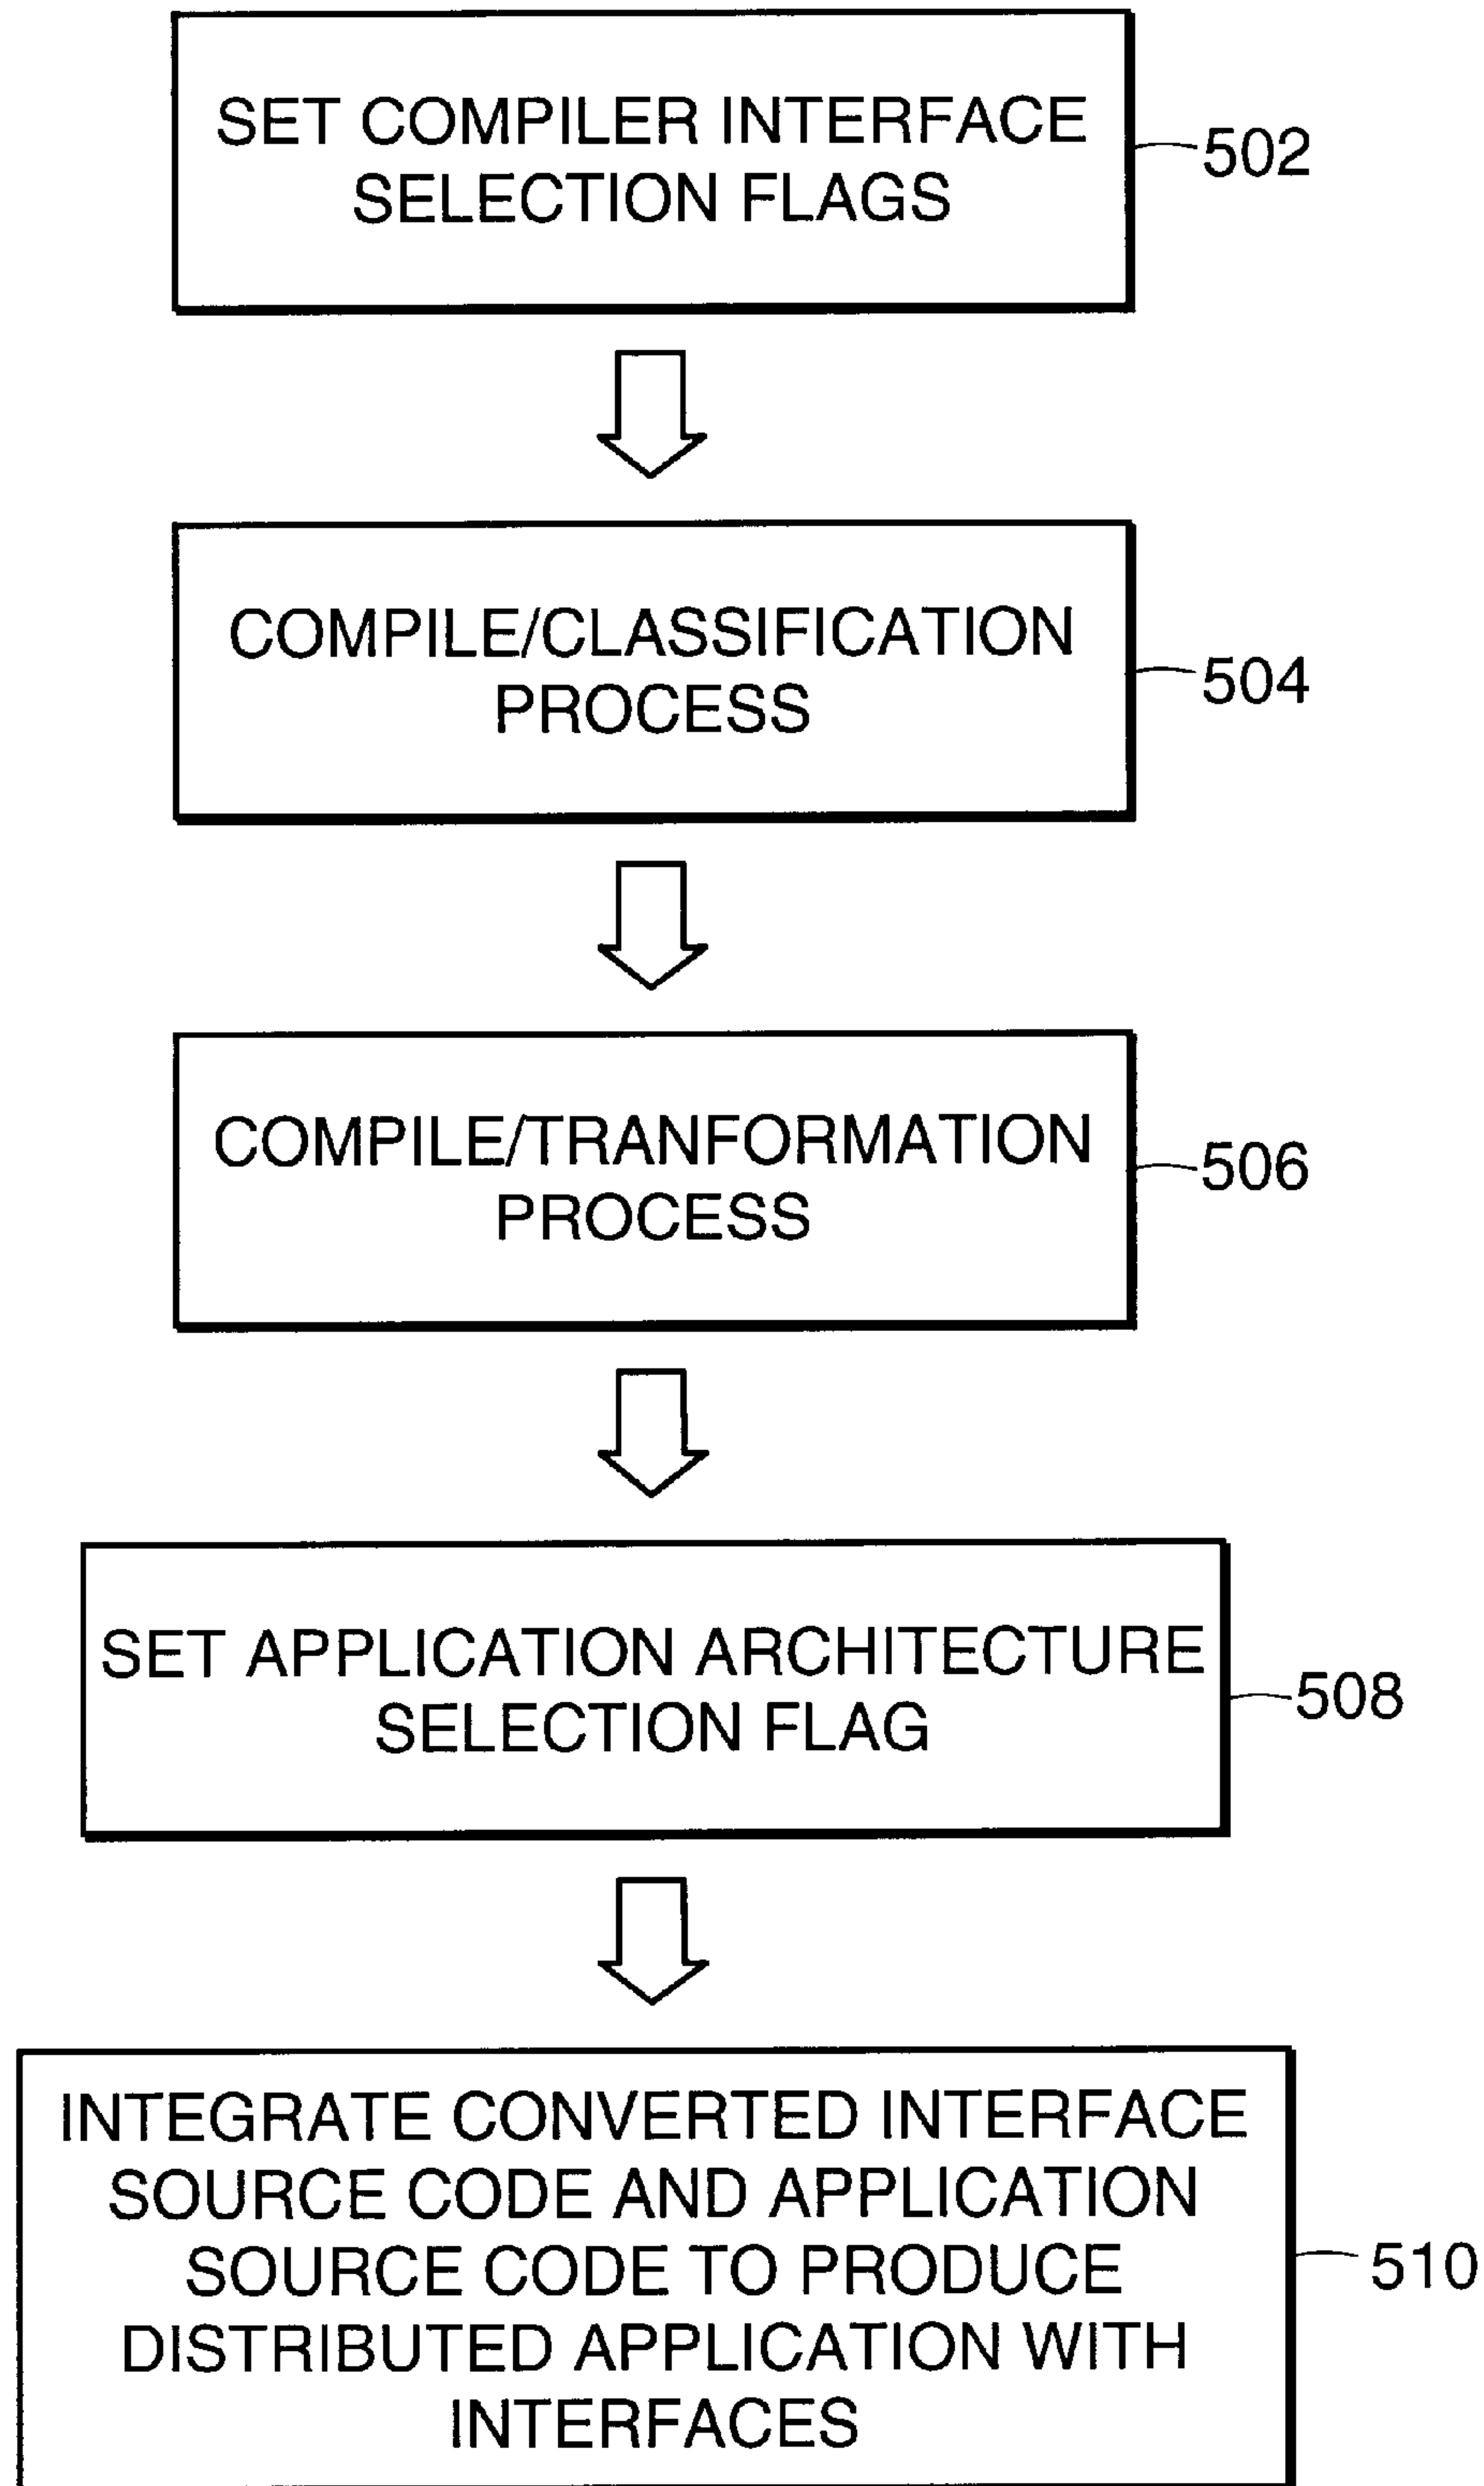 SET COMPILER INTERFACE
SELECTION FLAGS
502
COMPILE/CLASSIFICATION
PROCESS
504
COMPILE/TRANFORMATION
PROCESS
506
SET APPLICATION ARCHITECTURE
SELECTION FLAG
508
INTEGRATE CONVERTED INTERFACE
SOURCE CODE AND APPLICATION
SOURCE CODE TO PRODUCE
DISTRIBUTED APPLICATION WITH
INTERFACES
510